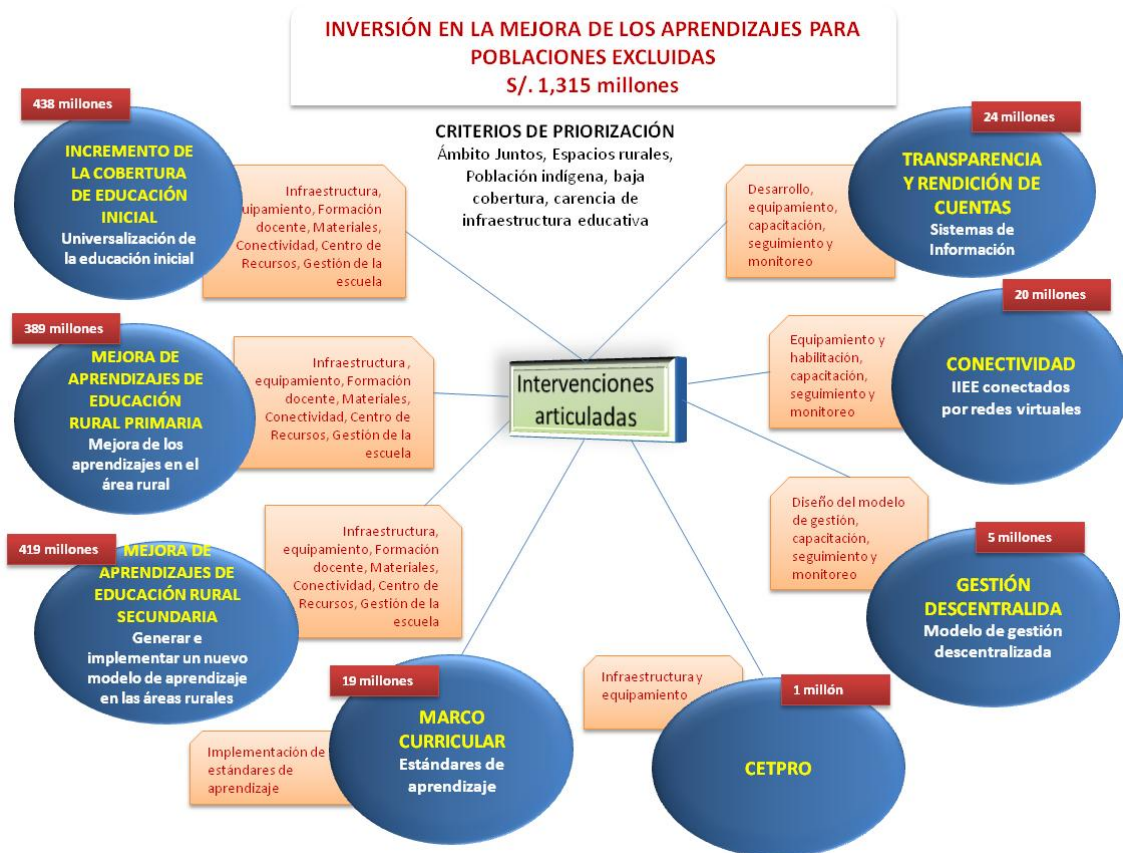 INVERSIÓN EN LA MEJORA DE LOS APRENDIZAJES PARA
POBLACIONES EXCLUIDAS
S/. 1,315 millones
CRITERIOS DE PRIORIZACIÓN
Ámbito Juntos, Espacios rurales,
Población indígena, baja
cobertura, carencia de
infraestructura educativa
438 millones
INCREMENTO DE
LA COBERTURA
DE EDUCACIÓN
INICIAL
Universalización de
la educación inicial
Infraestructura,
quipamiento, Formación
docente, Materiales,
Conectividad, Centro de
Recursos, Gestión de la
escuela
24 millones
TRANSPARENCIA
Y RENDICIÓN DE
CUENTAS
Sistemas de
Información
Desarrollo,
equipamiento,
capacitación,
seguimiento y
monitoreo
389 millones
MEJORA DE
APRENDIZAJES DE
EDUCACIÓN
RURAL PRIMARIA
Mejora de los
aprendizajes en el
área rural
Infraestructura ,
equipamiento, Formación
docente, Materiales,
Conectividad, Centro de
Recursos, Gestión de la
escuela
Intervenciones
articuladas
20 millones
CONECTIVIDAD
IIEE conectados
por redes virtuales
Equipamiento y
habilitación,
capacitación,
seguimiento y
monitoreo
419 millones
MEJORA DE
APRENDIZAJES DE
EDUCACIÓN RURAL
SECUNDARIA
Generar e
implementar un nuevo
modelo de aprendizaje
en las áreas rurales
Infraestructura,
equipamiento, Formación
docente, Materiales,
Conectividad, Centro de
Recursos, Gestión de la
escuela
5 millones
GESTIÓN
DESCENTRALIDA
Modelo de gestión
descentralizada
Diseño del modelo
de gestión,
capacitación,
seguimiento y
monitoreo
19 millones
MARCO
CURRICULAR
Estándares de
aprendizaje
Implementación de
estándares de
aprendizaje
1 millón
CETPRO
Infraestructura y
equipamiento